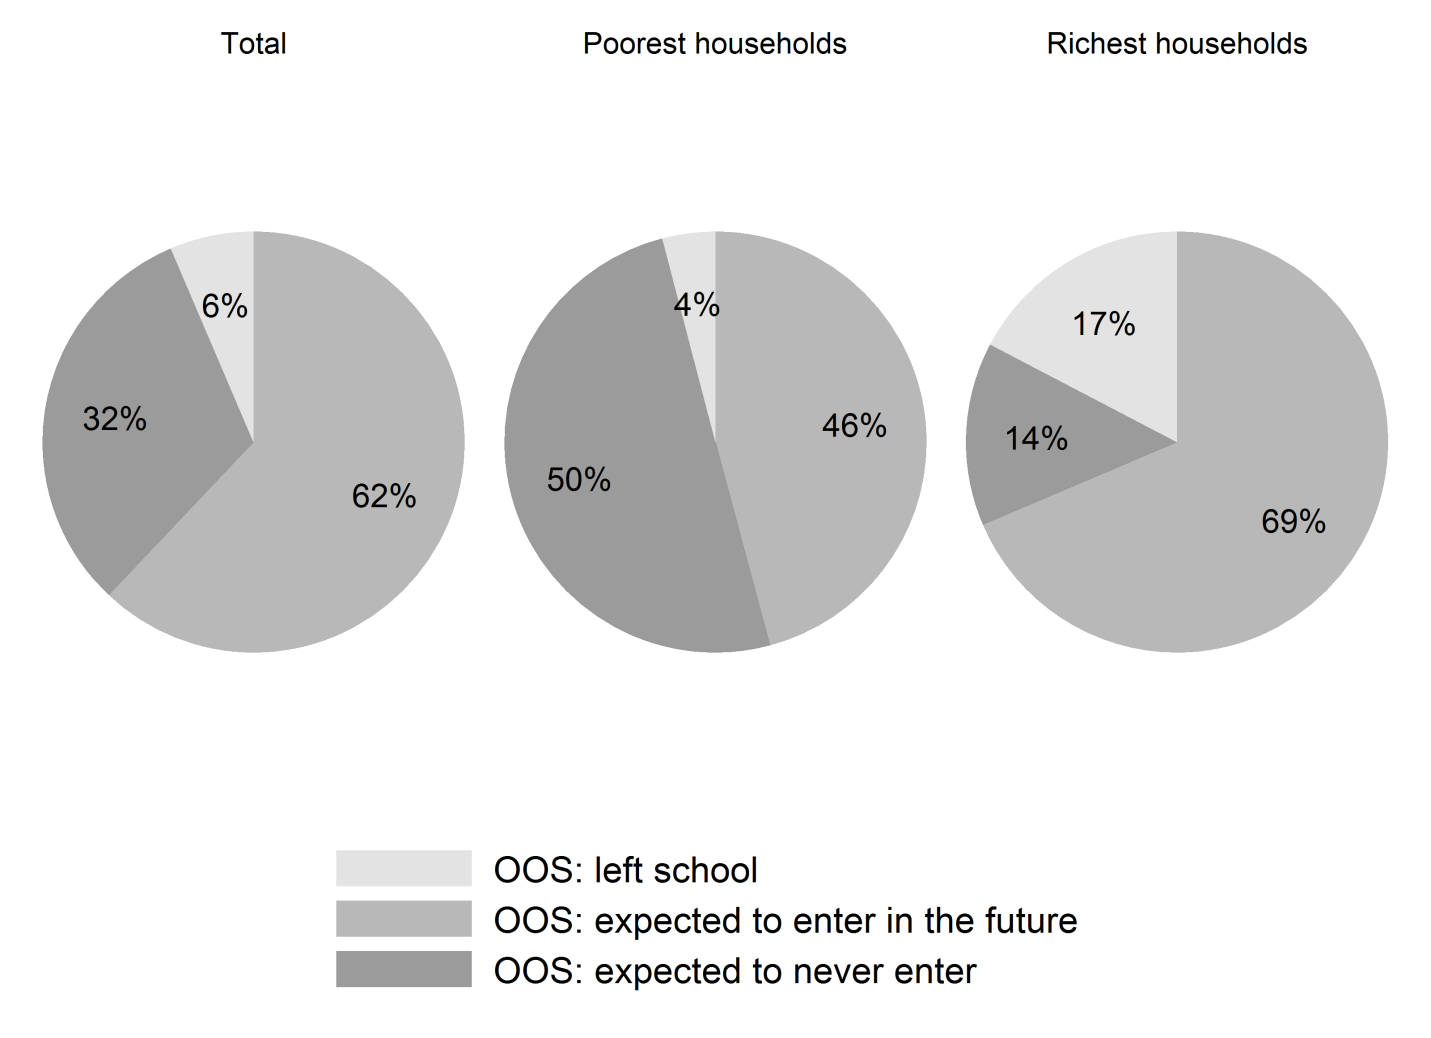 Total
Poorest households
Richest households
6%
32%
62%
4%
46%
50%
17%
14%
69%
OOS: left school
OOS: expected to enter in the future
OOS: expected to never enter